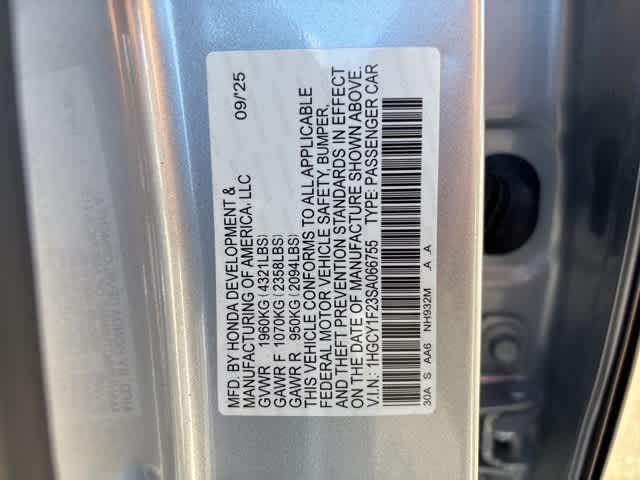 MFD. BY HONDA DEVELOPMENT & 09/'25
MANUFACTURING OF AMERICA, LLC
GVWR 1960KG (4321LBS)
GAWR F 1070KG (2358LBS)
GAWR R 950KG (2094LBS)
THIS VEHICLE CONFORMS TO ALL APPLICABLE
FEDERAL MOTOR VEHICLE SAFETY, BUMPER,
AND THEFT PREVENTION STANDARDS IN EFFECT
ON THE DATE OF MANUFACTURE SHOWN ABOVE.
V.I.N.: 1HGCY1F23SA066755 TYPE: PASSENGER CAR
30A S AA6 NH932M A A